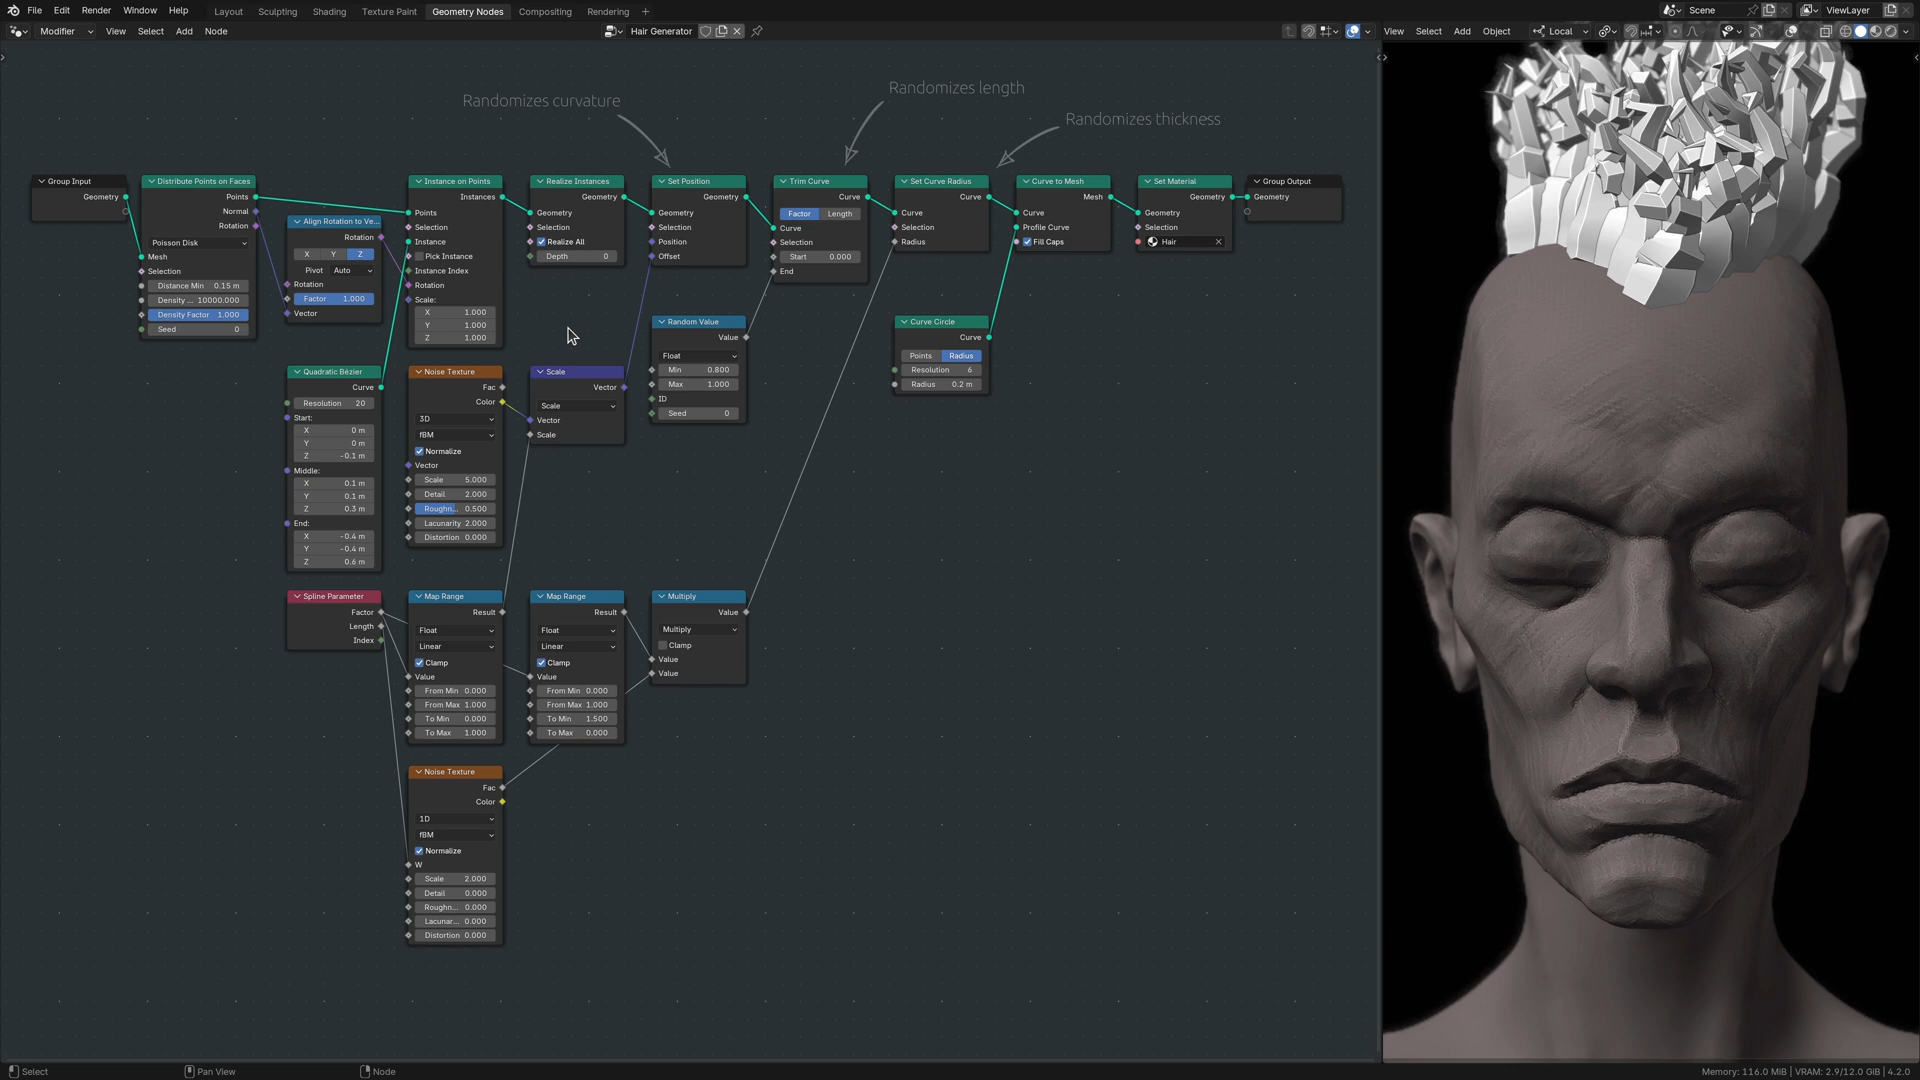 File Edit Render Window Help Layout Sculpting Shading Texture Paint Geometry Nodes Compositing Rendering + Scene ViewLayer
Modifier View Select Add Node Hair Generator View Select Add Object Local
Randomizes curvature
Randomizes length
Randomizes thickness
Group Input
Geometry
Distribute Points on Faces
Points
Normal
Rotation
Poisson Disk
Mesh
Selection
Distance Min 0.15 m
Density ... 10000.000
Density Factor 1.000
Seed 0
Align Rotation to Ve...
Rotation
X Y Z
Pivot Auto
Rotation
Factor 1.000
Vector
Instance on Points
Instances
Points
Selection
Instance
Pick Instance
Instance Index
Rotation
Scale:
X 1.000
Y 1.000
Z 1.000
Realize Instances
Geometry
Geometry
Selection
Realize All
Depth 0
Set Position
Geometry
Geometry
Selection
Position
Offset
Trim Curve
Curve
Factor Length
Curve
Selection
Start 0.000
End
Set Curve Radius
Curve
Curve
Selection
Radius
Curve to Mesh
Mesh
Curve
Profile Curve
Fill Caps
Set Material
Geometry
Geometry
Selection
Hair
Group Output
Geometry
Quadratic Bézier
Curve
Resolution 20
Start:
X 0 m
Y 0 m
Z -0.1 m
Middle:
X 0.1 m
Y 0.1 m
Z 0.3 m
End:
X -0.4 m
Y -0.4 m
Z 0.6 m
Noise Texture
Fac
Color
3D
fBM
Normalize
Vector
Scale 5.000
Detail 2.000
Roughn... 0.500
Lacunarity 2.000
Distortion 0.000
Scale
Vector
Scale
Vector
Scale
Random Value
Value
Float
Min 0.800
Max 1.000
ID
Seed 0
Curve Circle
Curve
Points Radius
Resolution 6
Radius 0.2 m
Spline Parameter
Factor
Length
Index
Map Range
Result
Float
Linear
Clamp
Value
From Min 0.000
From Max 1.000
To Min 0.000
To Max 1.000
Map Range
Result
Float
Linear
Clamp
Value
From Min 0.000
From Max 1.000
To Min 1.500
To Max 0.000
Multiply
Value
Multiply
Clamp
Value
Value
Noise Texture
Fac
Color
1D
fBM
Normalize
W
Scale 2.000
Detail 0.000
Roughn... 0.000
Lacunar... 0.000
Distortion 0.000
Select Pan View Node Memory: 116.0 MiB | VRAM: 2.9/12.0 GiB | 4.2.0